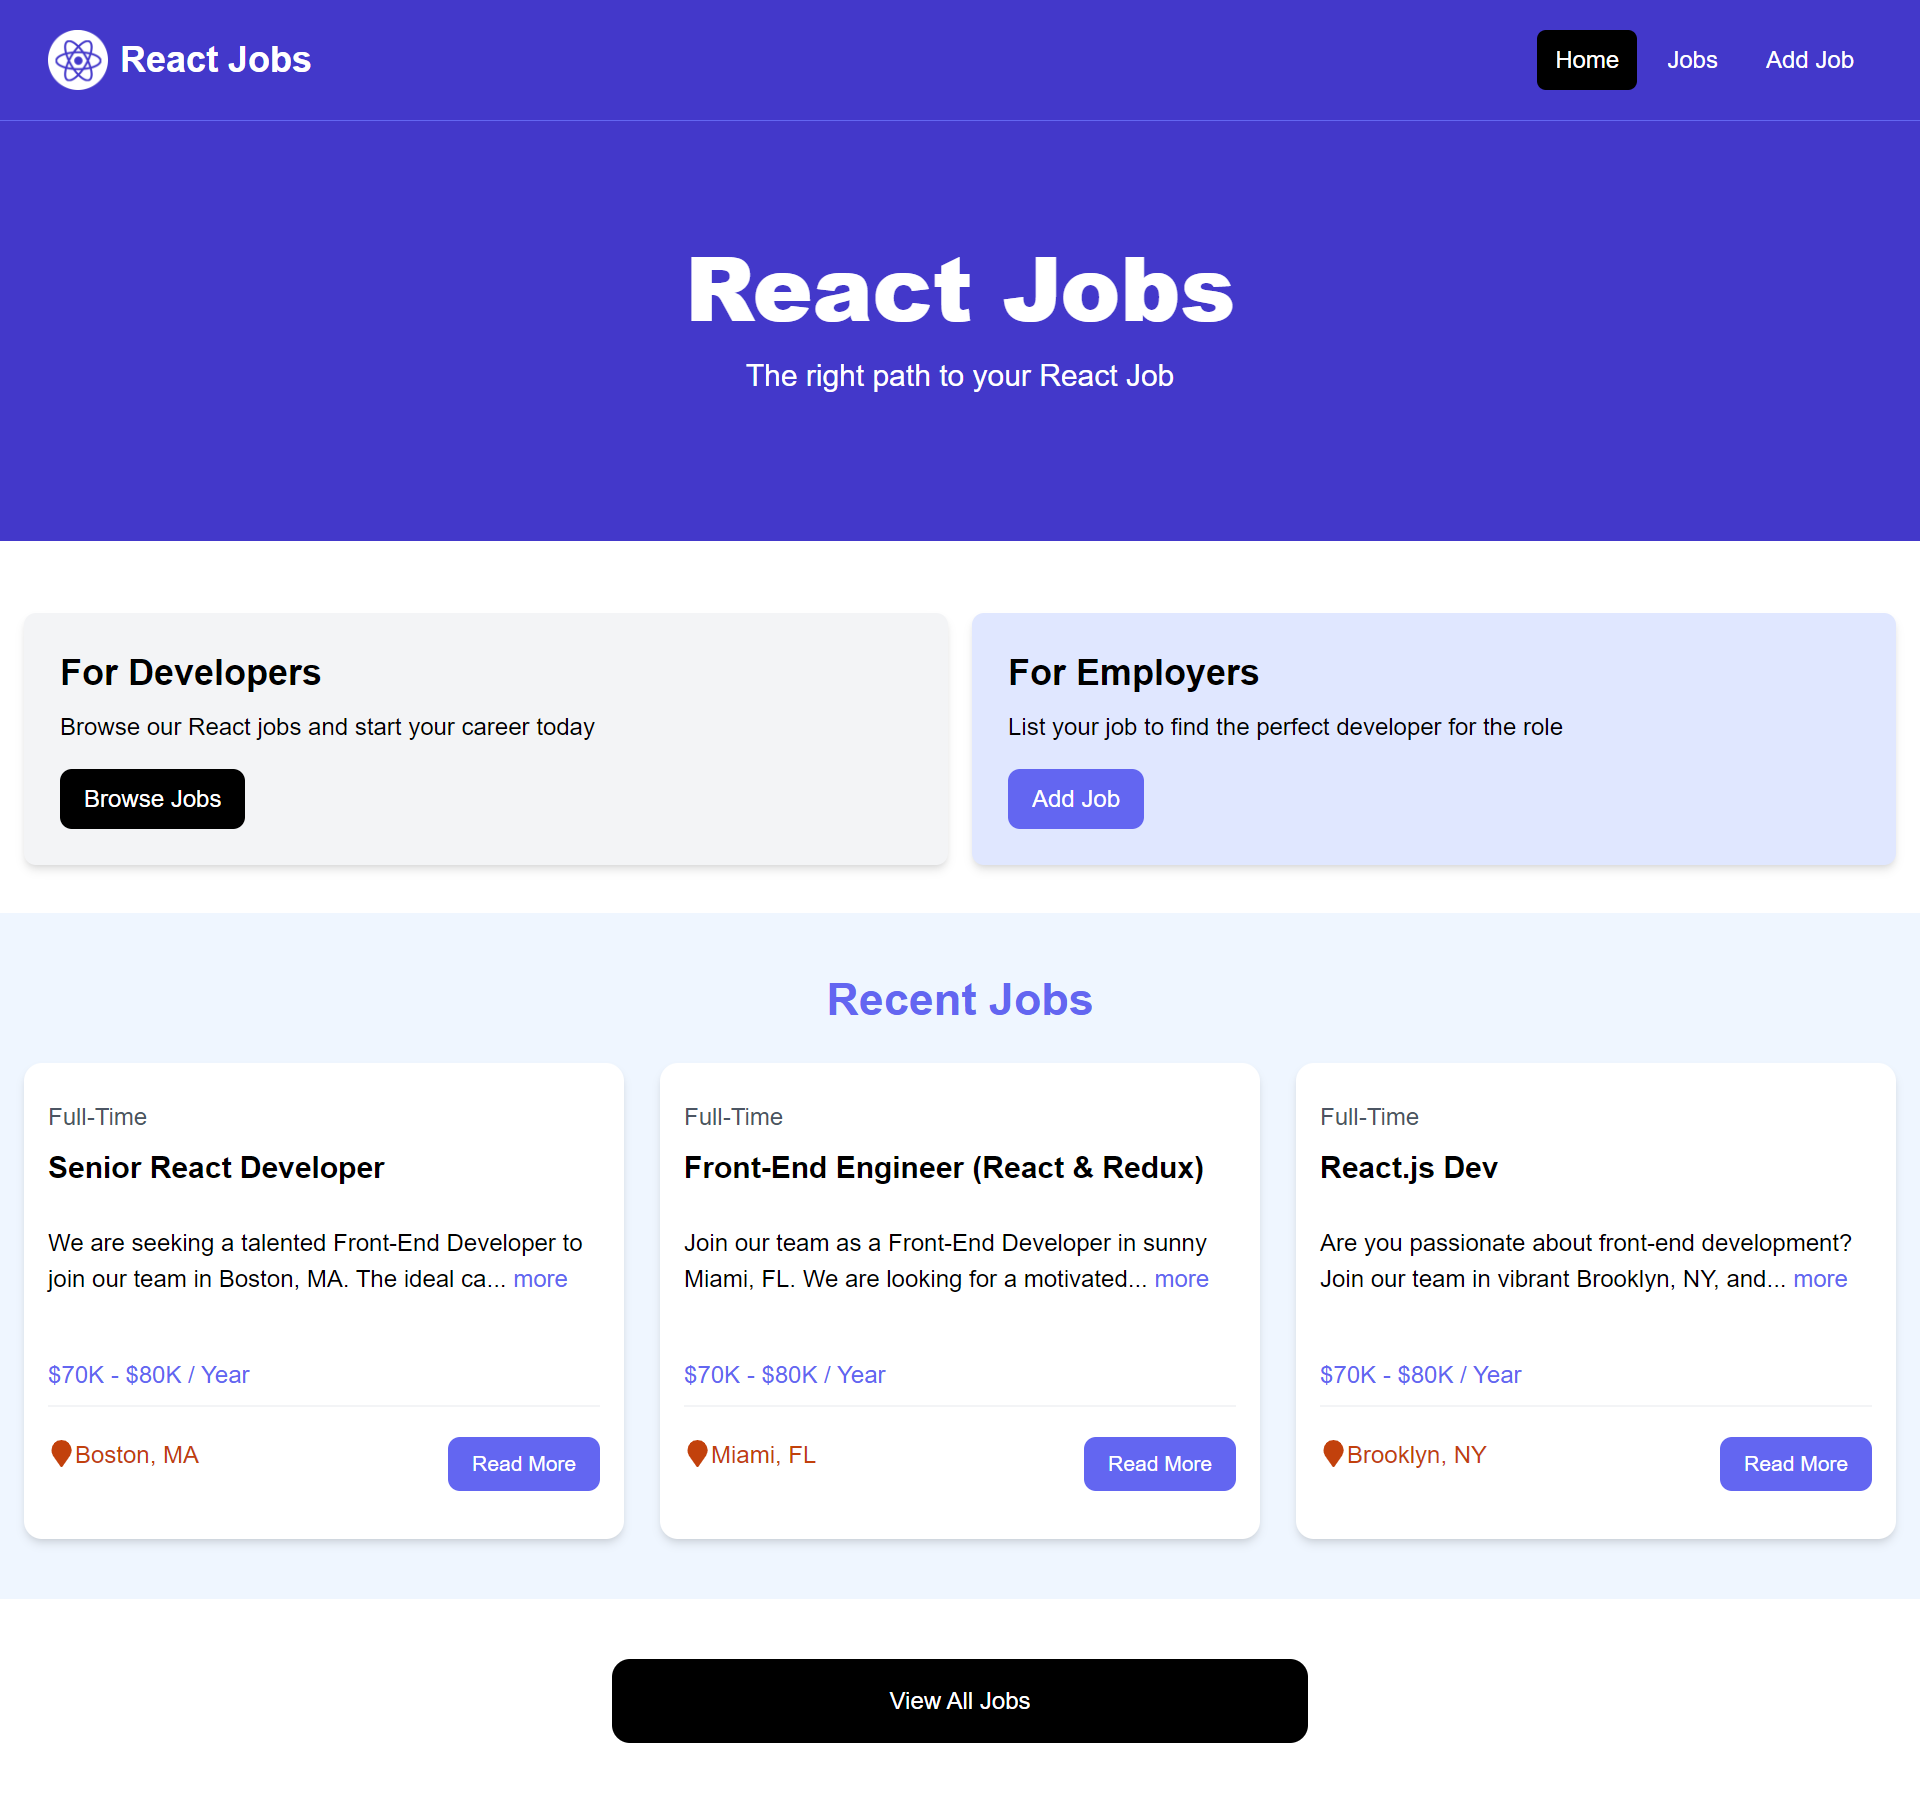 React Jobs
Home
Jobs
Add Job
React Jobs
The right path to your React Job
For Developers
Browse our React jobs and start your career today
Browse Jobs
For Employers
List your job to find the perfect developer for the role
Add Job
Recent Jobs
Full-Time
Senior React Developer
We are seeking a talented Front-End Developer to
join our team in Boston, MA. The ideal ca... more
$70K - $80K / Year
Boston, MA
Read More
Full-Time
Front-End Engineer (React & Redux)
Join our team as a Front-End Developer in sunny
Miami, FL. We are looking for a motivated... more
$70K - $80K / Year
Miami, FL
Read More
Full-Time
React.js Dev
Are you passionate about front-end development?
Join our team in vibrant Brooklyn, NY, and... more
$70K - $80K / Year
Brooklyn, NY
Read More
View All Jobs